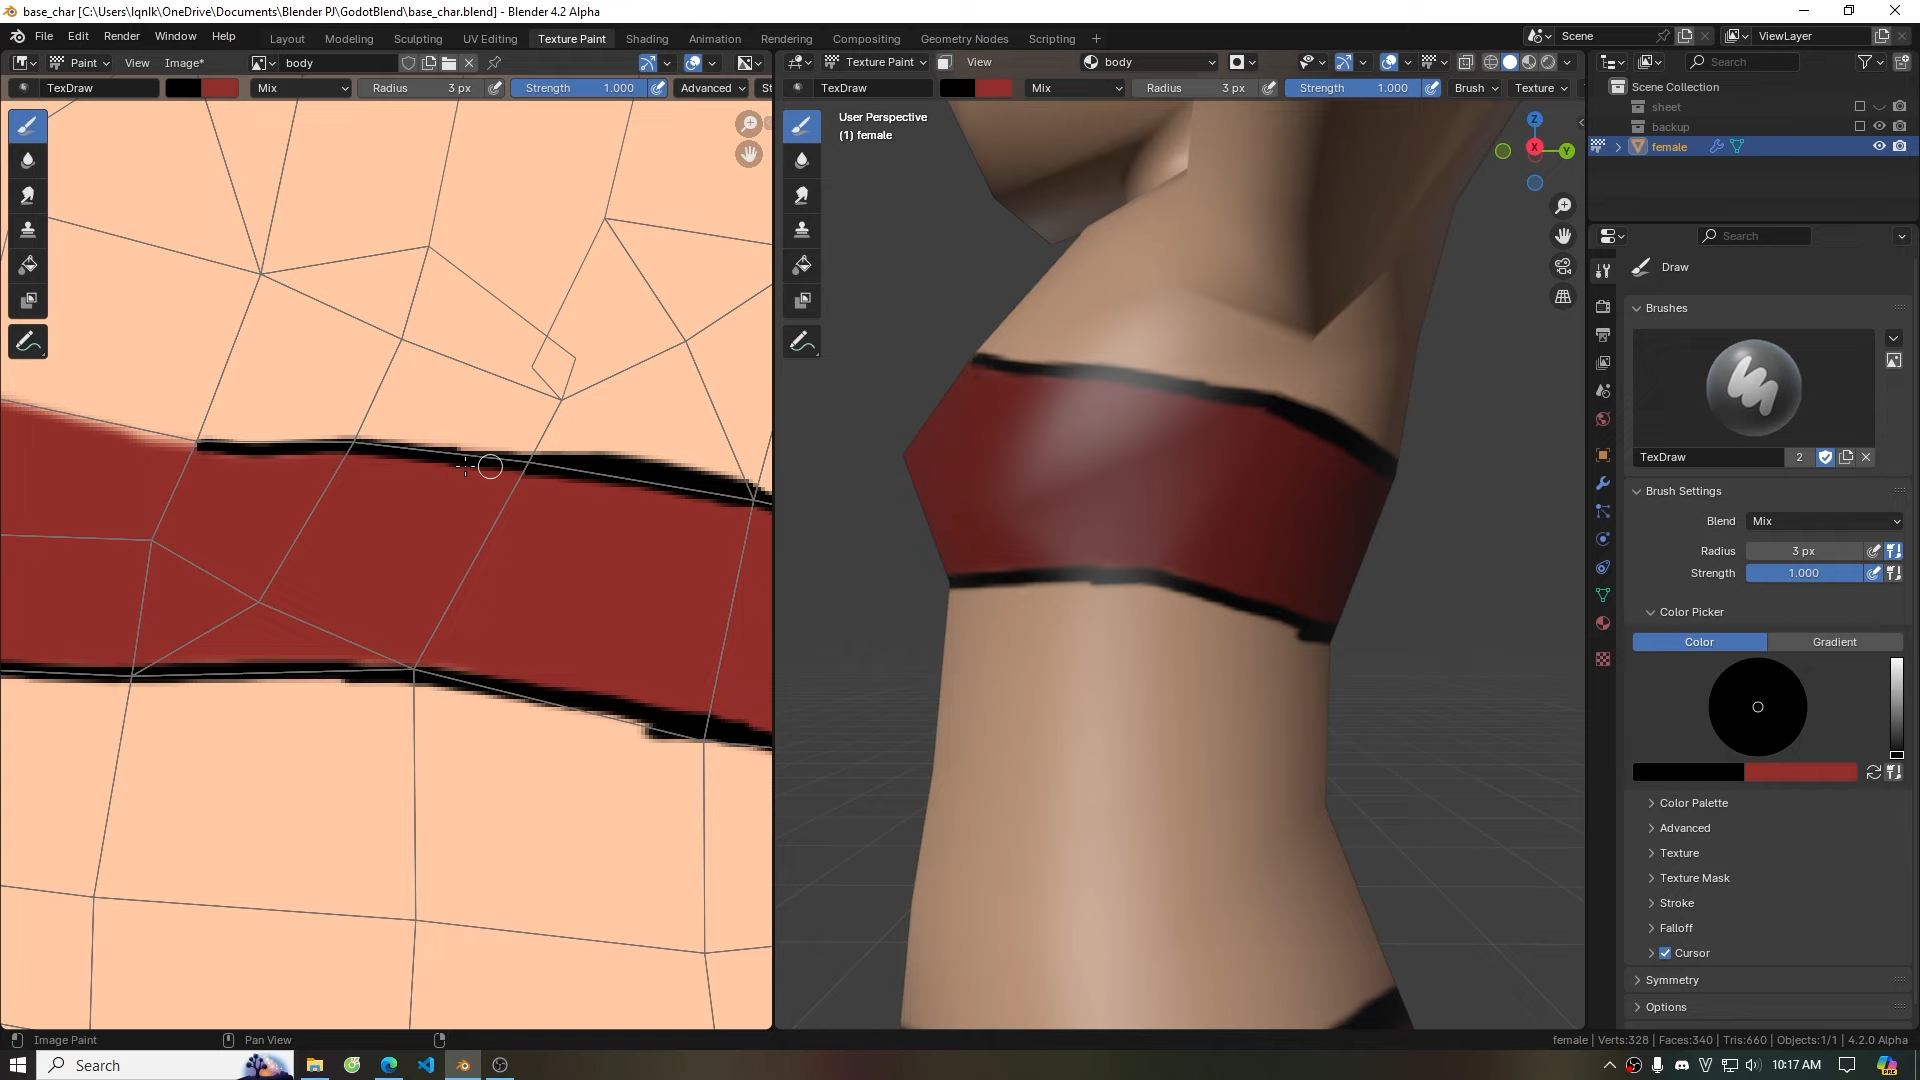 base_char [C:\Users\Iqnlk\OneDrive\Documents\Blender PJ\GodotBlend\base_char.blend] - Blender 4.2 Alpha
File Edit Render Window Help
Layout Modeling Sculpting UV Editing Texture Paint Shading Animation Rendering Compositing Geometry Nodes Scripting +
Scene
ViewLayer
Paint View Image* body
Texture Paint View body
Search
TexDraw Mix Radius 3 px Strength 1.000 Advanced St
TexDraw Mix Radius 3 px Strength 1.000 Brush Texture
Scene Collection
sheet
backup
female
User Perspective
(1) female
Z
X
Y
Search
Draw
Brushes
TexDraw 2
Brush Settings
Blend Mix
Radius 3 px
Strength 1.000
Color Picker
Color Gradient
Color Palette
Advanced
Texture
Texture Mask
Stroke
Falloff
Cursor
Symmetry
Options
Image Paint
Pan View
female | Verts:328 | Faces:340 | Tris:660 | Objects:1/1 | 4.2.0 Alpha
Search
10:17 AM
PRE